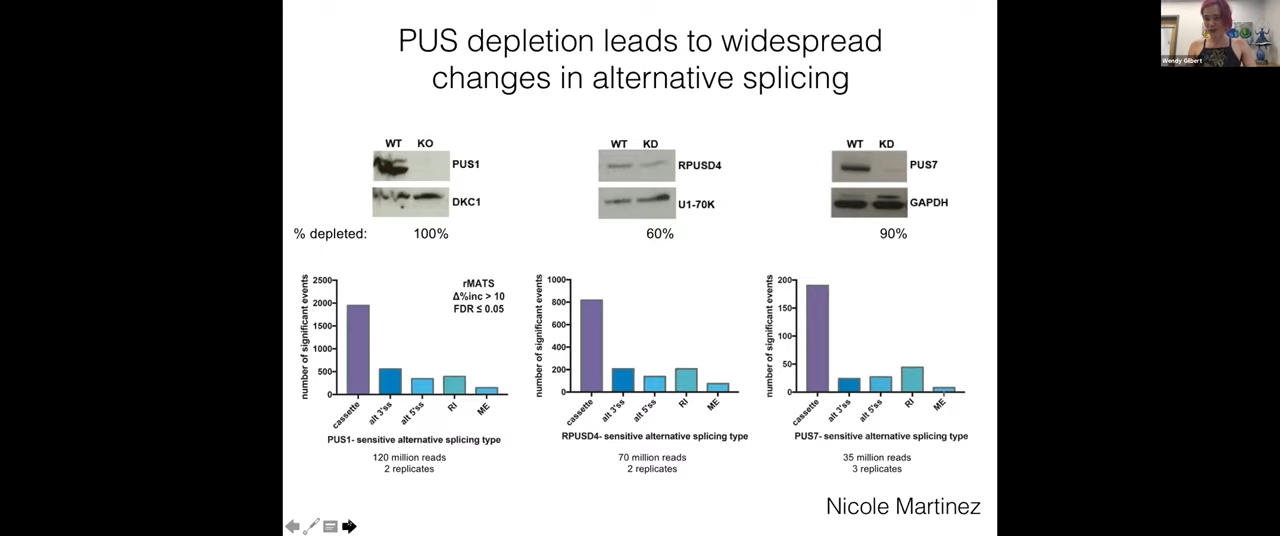 PUS depletion leads to widespread
changes in alternative splicing
Wendy Gilbert
WT KO
PUS1
DKC1
WT KD
RPUSD4
U1-70K
WT KD
PUS7
GAPDH
% depleted: 100% 60% 90%
number of significant events
2500
2000
1500
1000
500
0
rMATS
Δ%inc > 10
FDR ≤ 0.05
cassette
alt 3'ss
alt 5'ss
RI
ME
PUS1- sensitive alternative splicing type
120 million reads
2 replicates
number of significant events
1000
800
600
400
200
0
cassette
alt 3'ss
alt 5'ss
RI
ME
RPUSD4- sensitive alternative splicing type
70 million reads
2 replicates
number of significant events
200
150
100
50
0
cassette
alt 3'ss
alt 5'ss
RI
ME
PUS7- sensitive alternative splicing type
35 million reads
3 replicates
Nicole Martinez